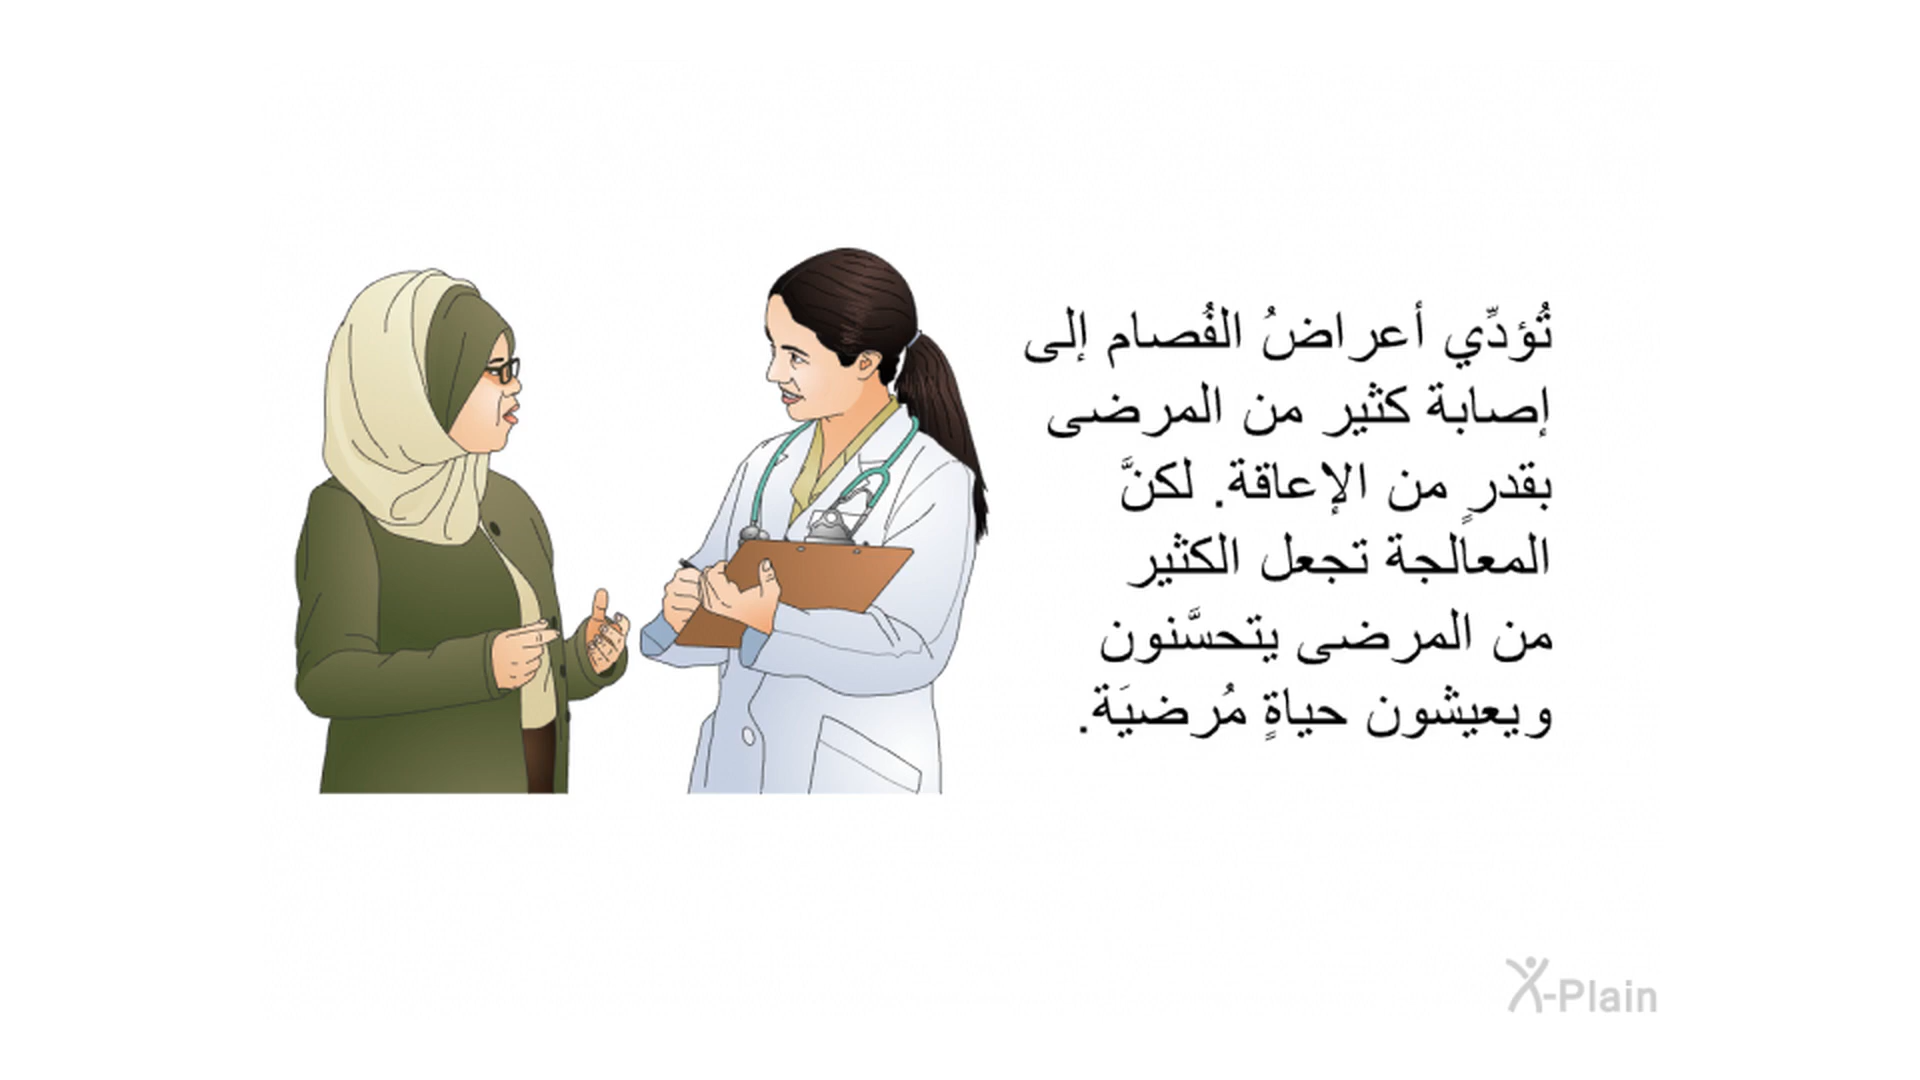 تُؤدِّي أعراضُ الفُصام إلى
إصابة كثير من المرضى
بقدرٍ من الإعاقة. لكنَّ
المعالجة تجعل الكثير
من المرضى يتحسَّنون
ويعيشون حياةٍ مُرضيَة.
X-Plain